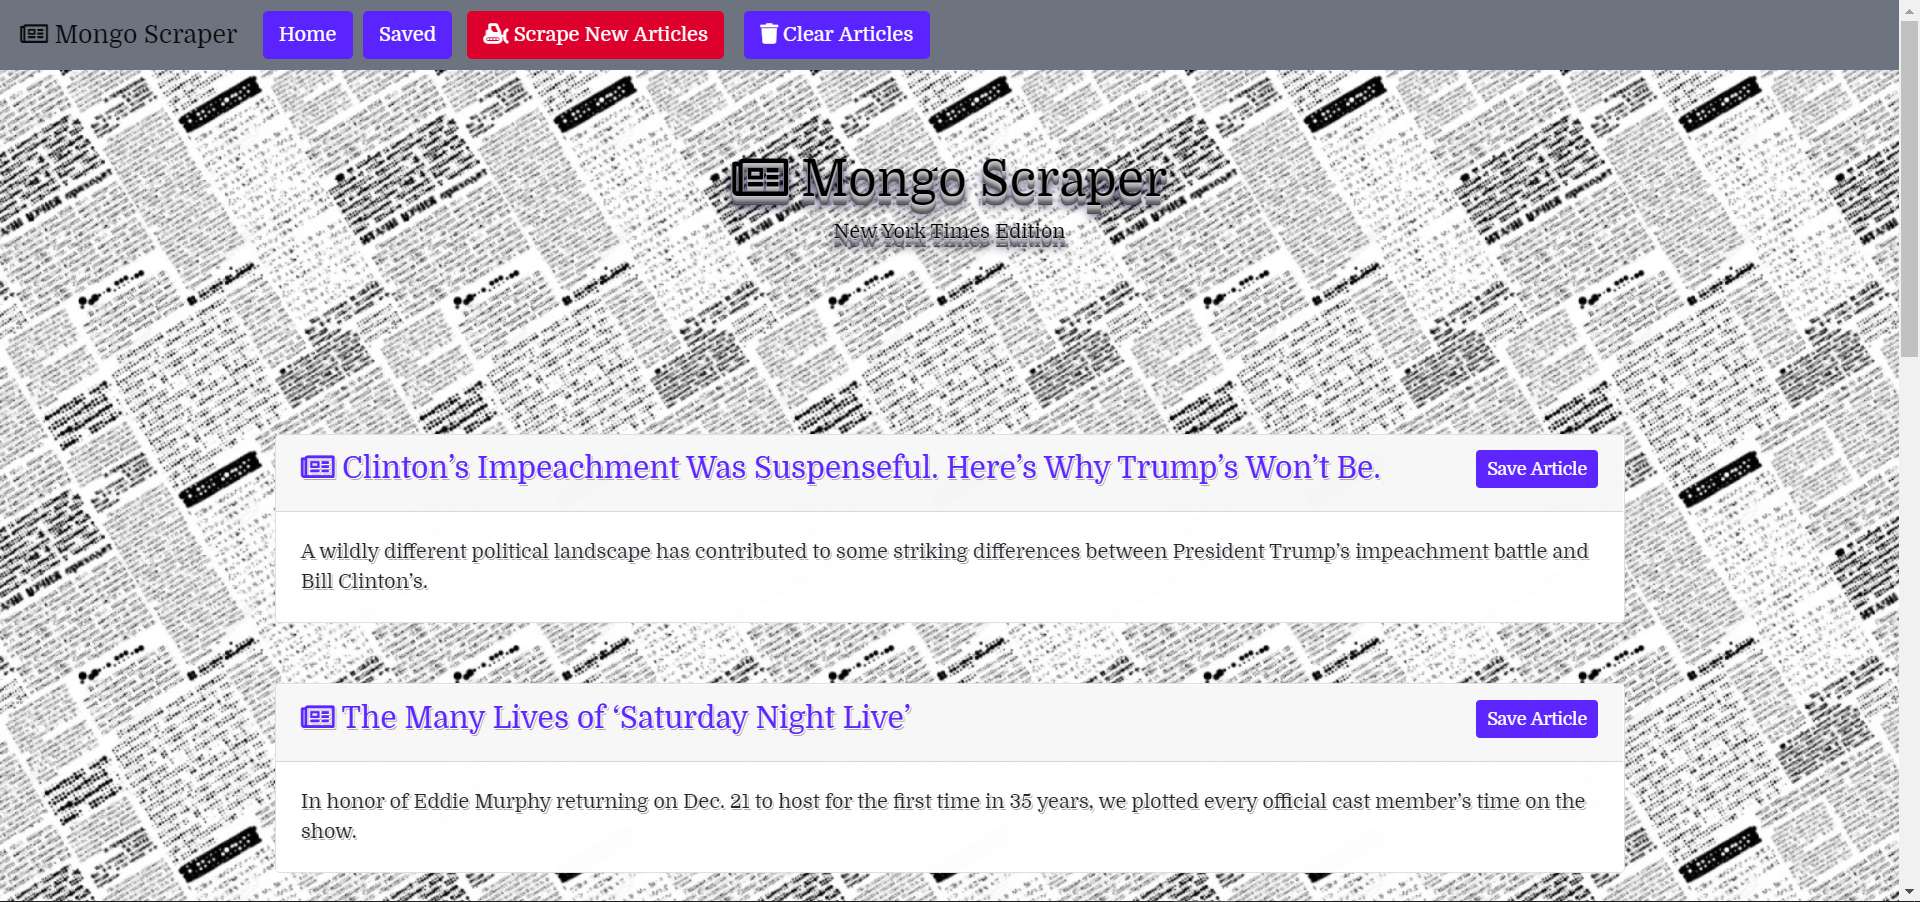 Mongo Scraper Home Saved Scrape New Articles Clear Articles
Mongo Scraper
New York Times Edition
Clinton’s Impeachment Was Suspenseful. Here’s Why Trump’s Won’t Be. Save Article
A wildly different political landscape has contributed to some striking differences between President Trump’s impeachment battle and
Bill Clinton’s.
The Many Lives of ‘Saturday Night Live’ Save Article
In honor of Eddie Murphy returning on Dec. 21 to host for the first time in 35 years, we plotted every official cast member’s time on the
show.